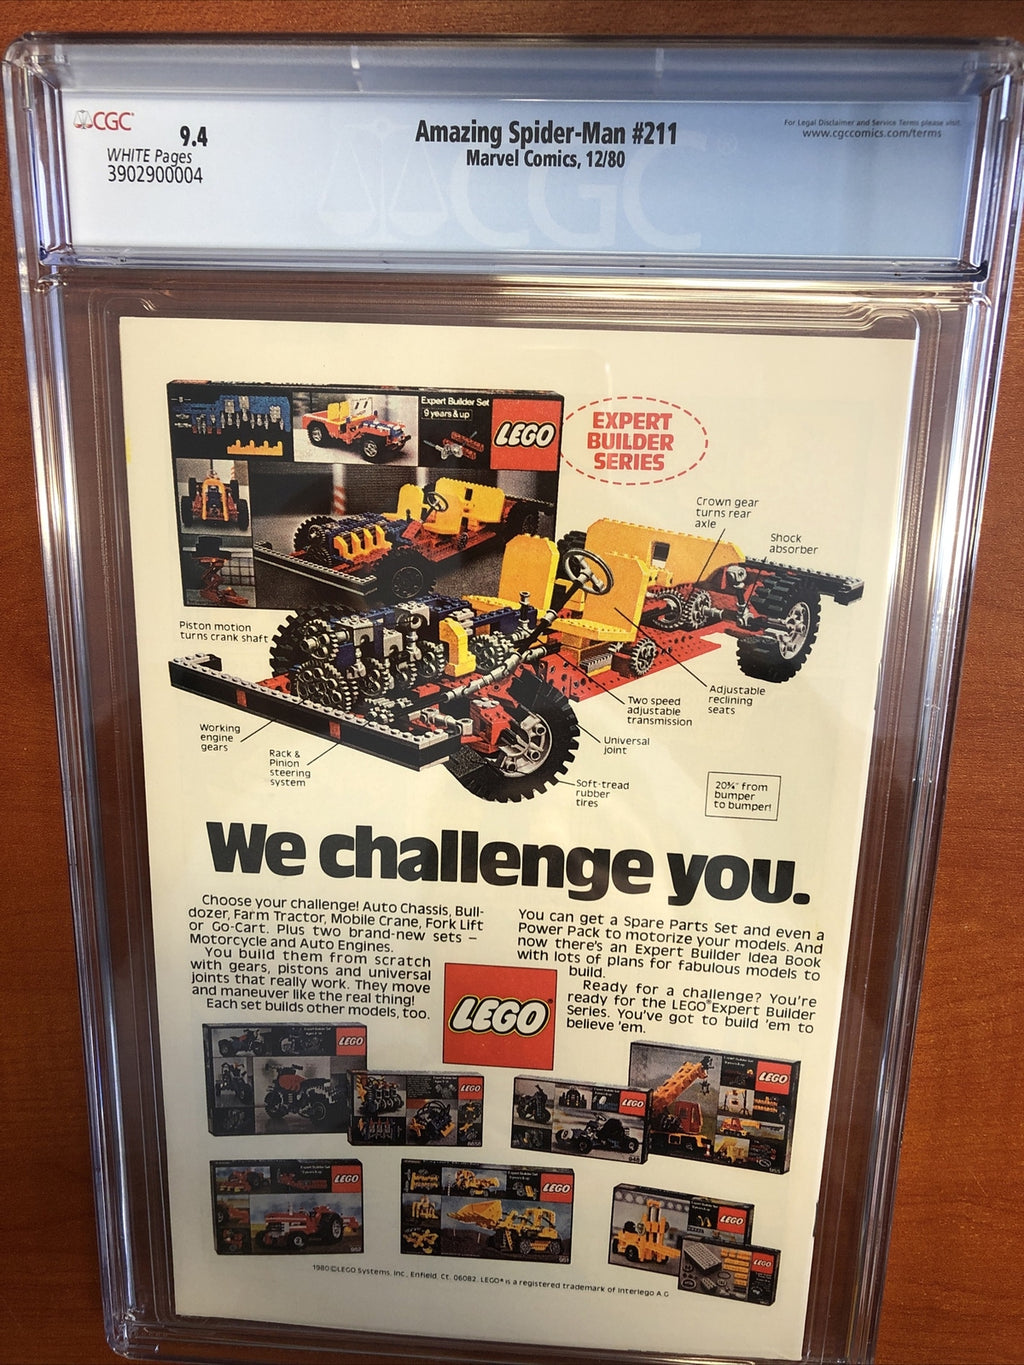 CGC
9.4
WHITE Pages
3902900004
Amazing Spider-Man #211
Marvel Comics, 12/80
For Legal Disclaimer and Service Terms please visit:
www.cgccomics.com/terms
CGC
Expert Builder Set
9 years & up
LEGO
EXPERT
BUILDER
SERIES
Crown gear
turns rear
axle
Shock
absorber
Piston motion
turns crank shaft
Working
engine
gears
Rack &
Pinion
steering
system
Two speed
adjustable
transmission
Adjustable
reclining
seats
Universal
joint
Soft-tread
rubber
tires
20¾" from
bumper
to bumper!
We challenge you.
Choose your challenge! Auto Chassis, Bull-
dozer, Farm Tractor, Mobile Crane, Fork Lift
or Go-Cart. Plus two brand-new sets –
Motorcycle and Auto Engines.
You build them from scratch
with gears, pistons and universal
joints that really work. They move
and maneuver like the real thing!
Each set builds other models, too.
You can get a Spare Parts Set and even a
Power Pack to motorize your models. And
now there's an Expert Builder Idea Book
with lots of plans for fabulous models to
build.
Ready for a challenge? You're
ready for the LEGO® Expert Builder
Series. You've got to build 'em to
believe 'em.
LEGO®
LEGO
LEGO
LEGO
LEGO
LEGO
LEGO
LEGO
LEGO
1980 © LEGO Systems, Inc., Enfield, Ct. 06082. LEGO® is a registered trademark of Interlego A.G